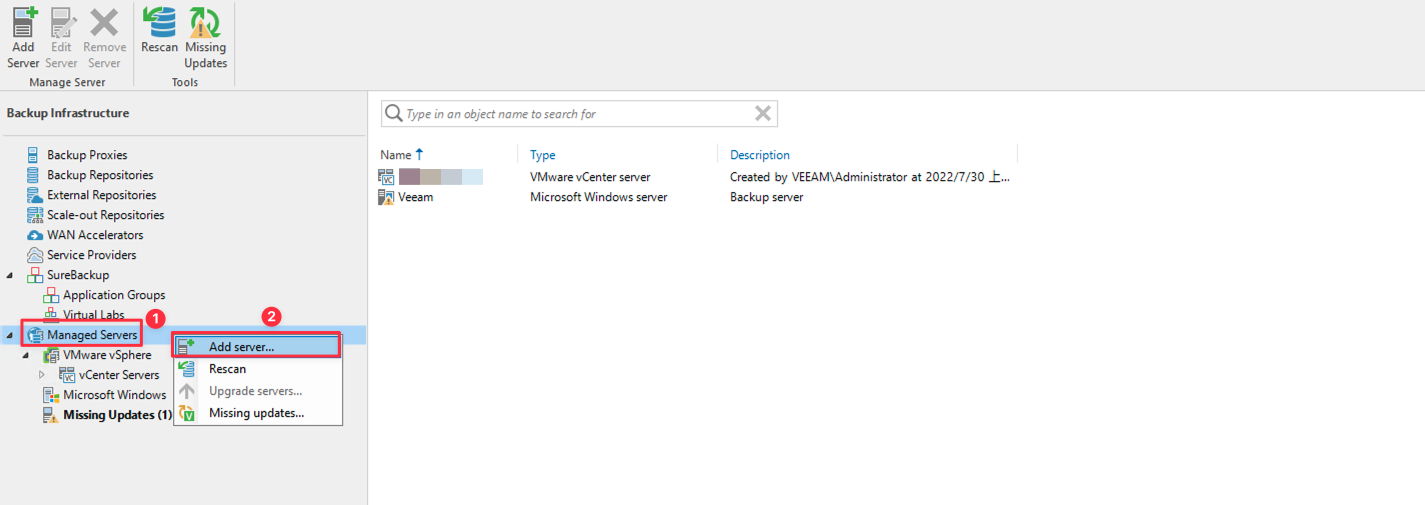 Add Server
Edit Server
Remove Server
Rescan
Missing Updates
Manage Server
Tools
Backup Infrastructure
Backup Proxies
Backup Repositories
External Repositories
Scale-out Repositories
WAN Accelerators
Service Providers
SureBackup
Application Groups
Virtual Labs
1
Managed Servers
VMware vSphere
vCenter Servers
Microsoft Windows
Missing Updates (1)
2
Add server...
Rescan
Upgrade servers...
Missing updates...
Type in an object name to search for
Name Type Description
VMware vCenter server Created by VEEAM\Administrator at 2022/7/30 上...
Veeam Microsoft Windows server Backup server